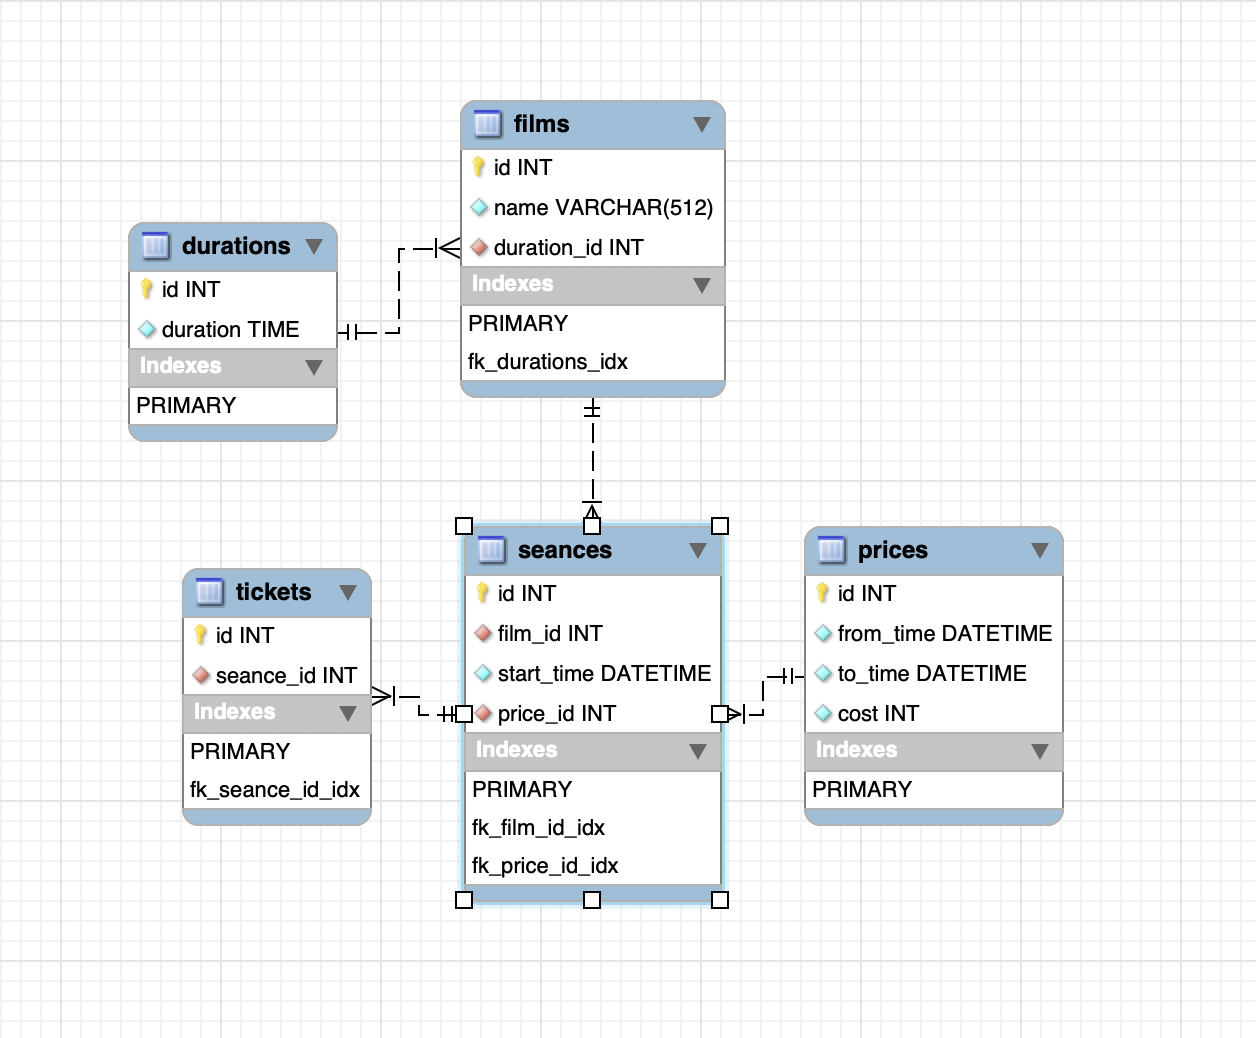 films
id INT
name VARCHAR(512)
duration_id INT
Indexes
PRIMARY
fk_durations_idx
durations
id INT
duration TIME
Indexes
PRIMARY
tickets
id INT
seance_id INT
Indexes
PRIMARY
fk_seance_id_idx
seances
id INT
film_id INT
start_time DATETIME
price_id INT
Indexes
PRIMARY
fk_film_id_idx
fk_price_id_idx
prices
id INT
from_time DATETIME
to_time DATETIME
cost INT
Indexes
PRIMARY